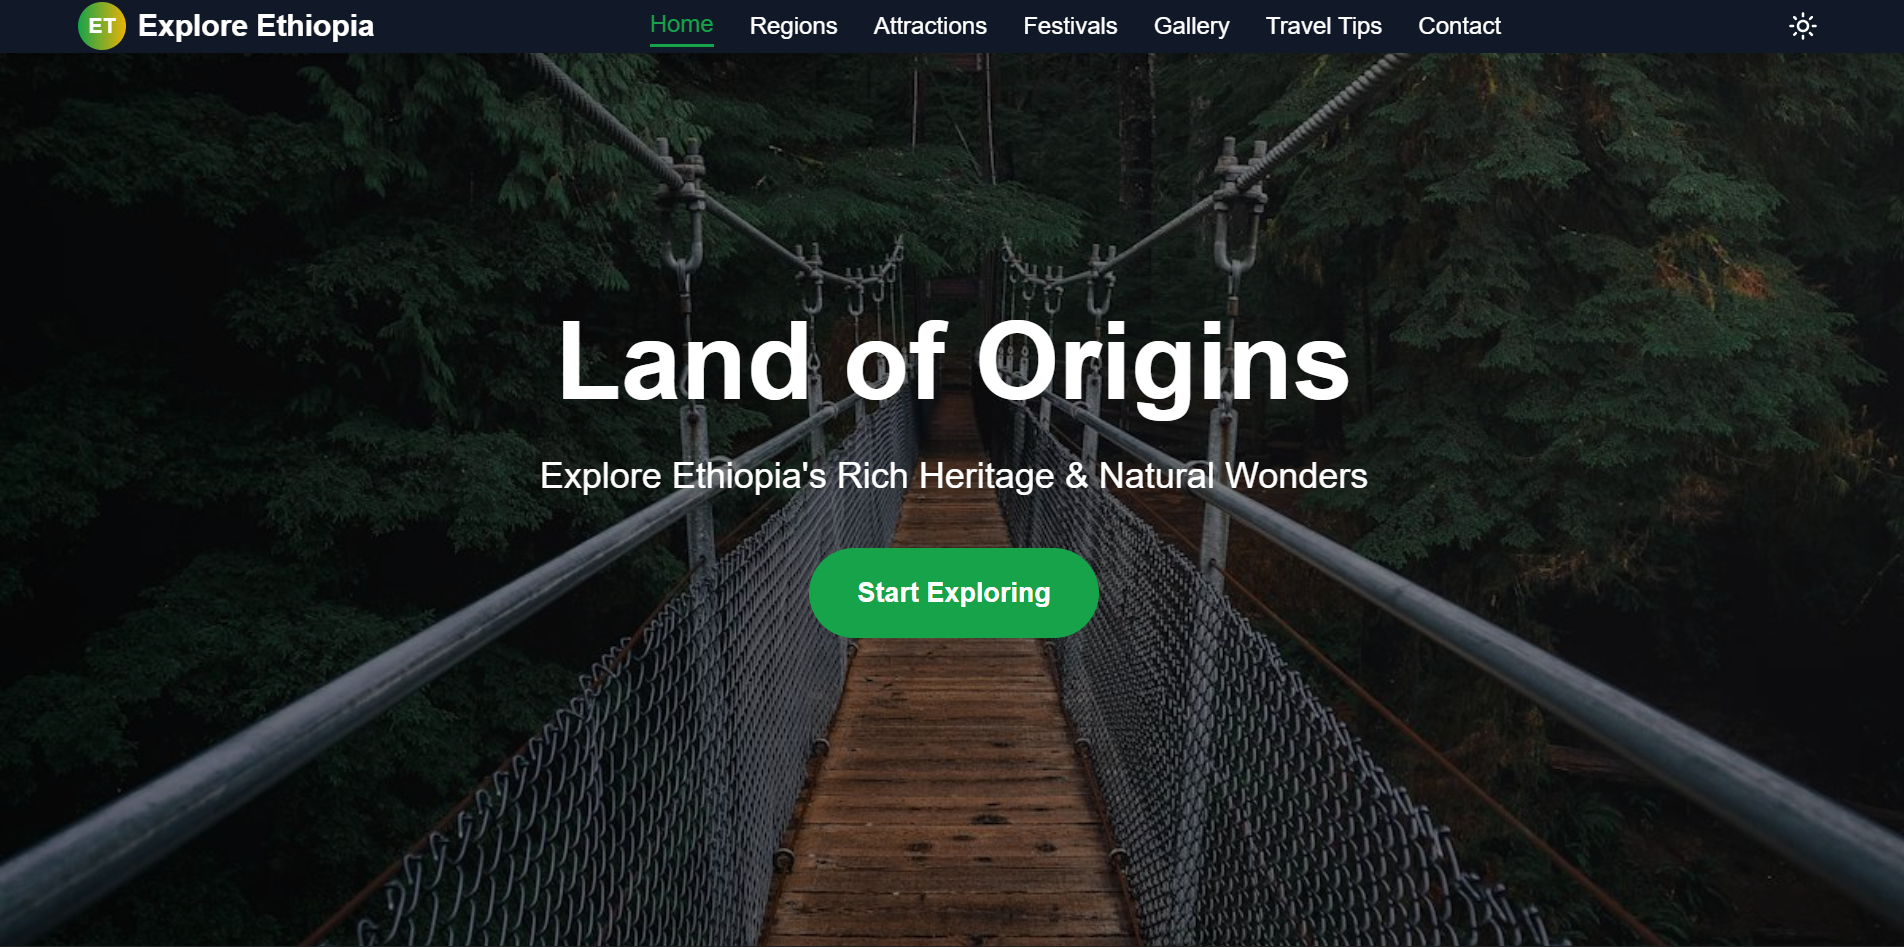 ET Explore Ethiopia Home Regions Attractions Festivals Gallery Travel Tips Contact
Land of Origins
Explore Ethiopia's Rich Heritage & Natural Wonders
Start Exploring